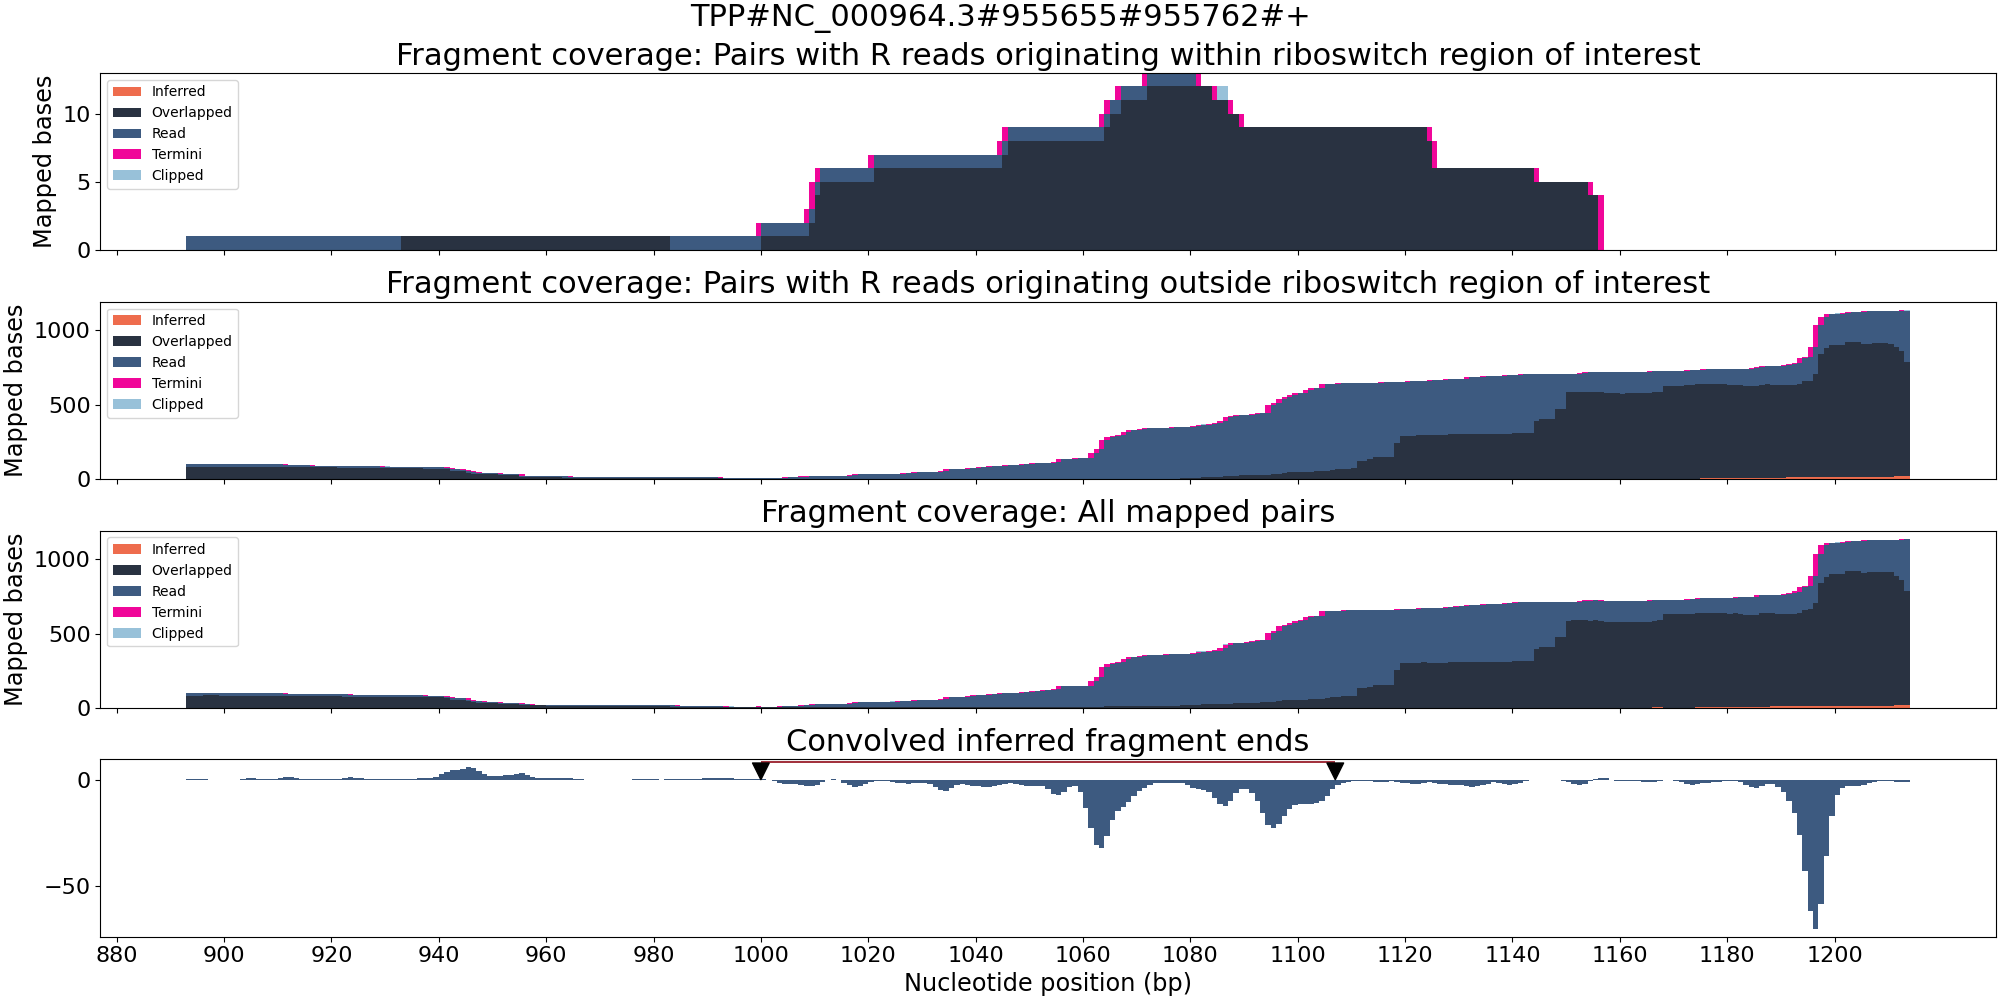 TPP#NC_000964.3#955655#955762#+
Fragment coverage: Pairs with R reads originating within riboswitch region of interest
Mapped bases
10
5
0
Inferred
Overlapped
Read
Termini
Clipped
Fragment coverage: Pairs with R reads originating outside riboswitch region of interest
Mapped bases
1000
500
0
Inferred
Overlapped
Read
Termini
Clipped
Fragment coverage: All mapped pairs
Mapped bases
1000
500
0
Inferred
Overlapped
Read
Termini
Clipped
Convolved inferred fragment ends
0
−50
880 900 920 940 960 980 1000 1020 1040 1060 1080 1100 1120 1140 1160 1180 1200
Nucleotide position (bp)